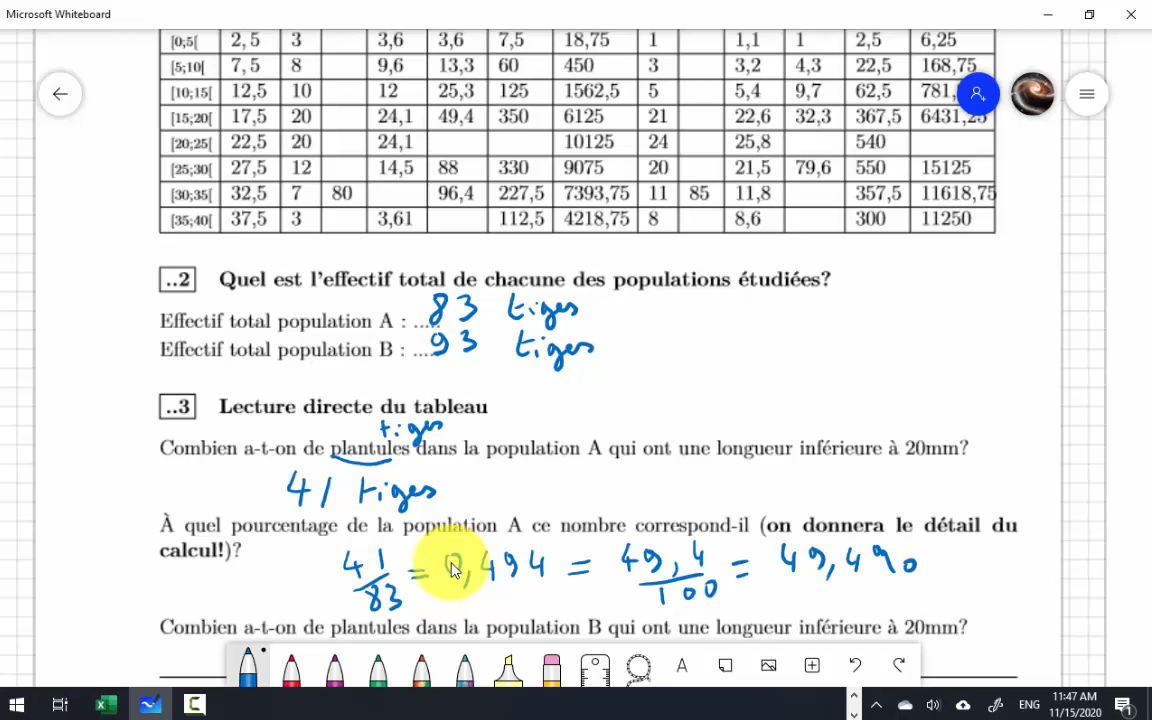 Microsoft Whiteboard
[0;5[ 2, 5 3 3,6 3,6 7,5 18,75 1 1,1 1 2,5 6,25
[5;10[ 7, 5 8 9,6 13,3 60 450 3 3,2 4,3 22,5 168,75
[10;15[ 12,5 10 12 25,3 125 1562,5 5 5,4 9,7 62,5 781,
[15;20[ 17,5 20 24,1 49,4 350 6125 21 22,6 32,3 367,5 6431,25
[20;25[ 22,5 20 24,1 10125 24 25,8 540
[25;30[ 27,5 12 14,5 88 330 9075 20 21,5 79,6 550 15125
[30;35[ 32,5 7 80 96,4 227,5 7393,75 11 85 11,8 357,5 11618,75
[35;40[ 37,5 3 3,61 112,5 4218,75 8 8,6 300 11250
..2 Quel est l'effectif total de chacune des populations étudiées?
Effectif total population A : ..... 83 tiges
Effectif total population B : ..... 93 tiges
..3 Lecture directe du tableau
tiges
Combien a-t-on de plantules dans la population A qui ont une longueur inférieure à 20mm?
41 tiges
À quel pourcentage de la population A ce nombre correspond-il (on donnera le détail du
calcul!)?
41/83 = 0,494 = 49,4/100 = 49,4%
Combien a-t-on de plantules dans la population B qui ont une longueur inférieure à 20mm?
11:47 AM
ENG
11/15/2020